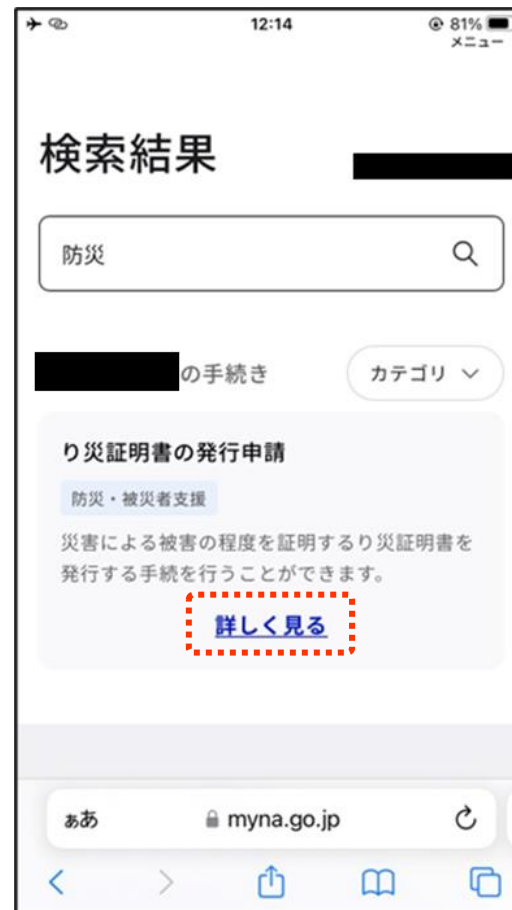 12:14
81%
メニュー
検索結果
防災
の手続き
カテゴリ
り災証明書の発行申請
防災・被災者支援
災害による被害の程度を証明するり災証明書を
発行する手続を行うことができます。
詳しく見る
ぁあ
myna.go.jp